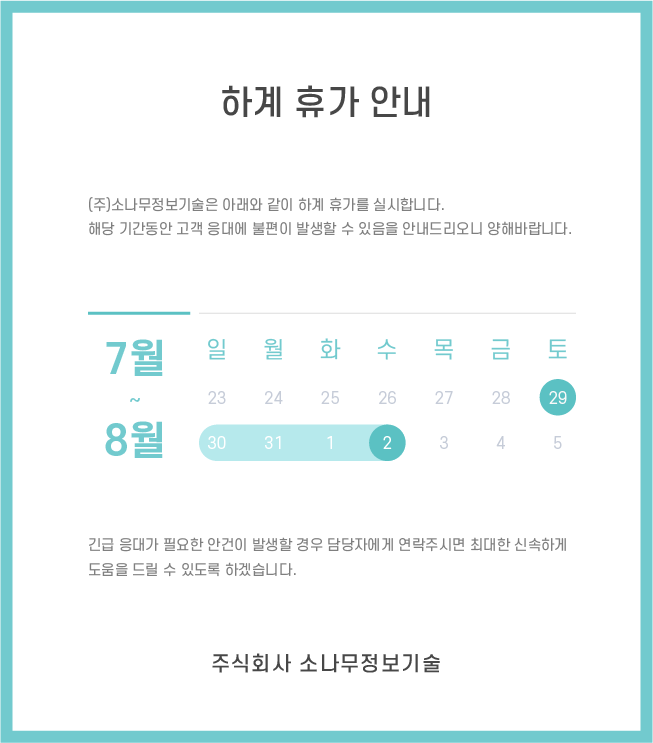 하계 휴가 안내
(주)소나무정보기술은 아래와 같이 하계 휴가를 실시합니다.
해당 기간동안 고객 응대에 불편이 발생할 수 있음을 안내드리오니 양해바랍니다.
7월
~
8월
일 월 화 수 목 금 토
23 24 25 26 27 28 29
30 31 1 2 3 4 5
긴급 응대가 필요한 안건이 발생할 경우 담당자에게 연락주시면 최대한 신속하게
도움을 드릴 수 있도록 하겠습니다.
주식회사 소나무정보기술